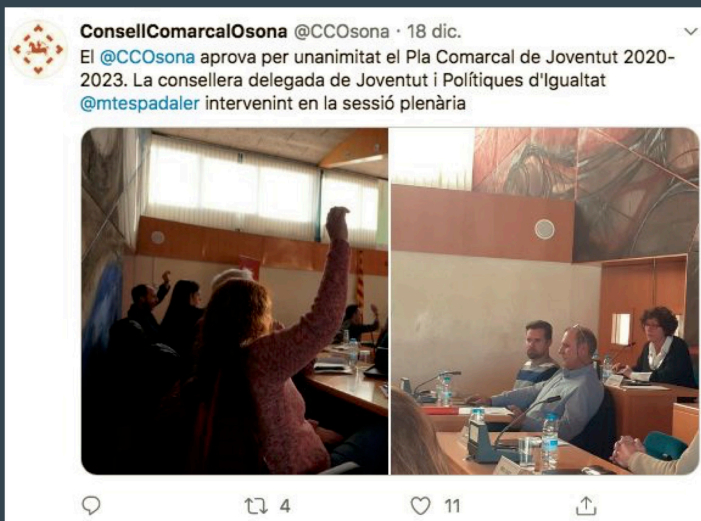 ConsellComarcalOsona @CCOsona · 18 dic.
El @CCOsona aprova per unanimitat el Pla Comarcal de Joventut 2020-
2023. La consellera delegada de Joventut i Polítiques d'Igualtat
@mtespadaler intervenint en la sessió plenària
4 11